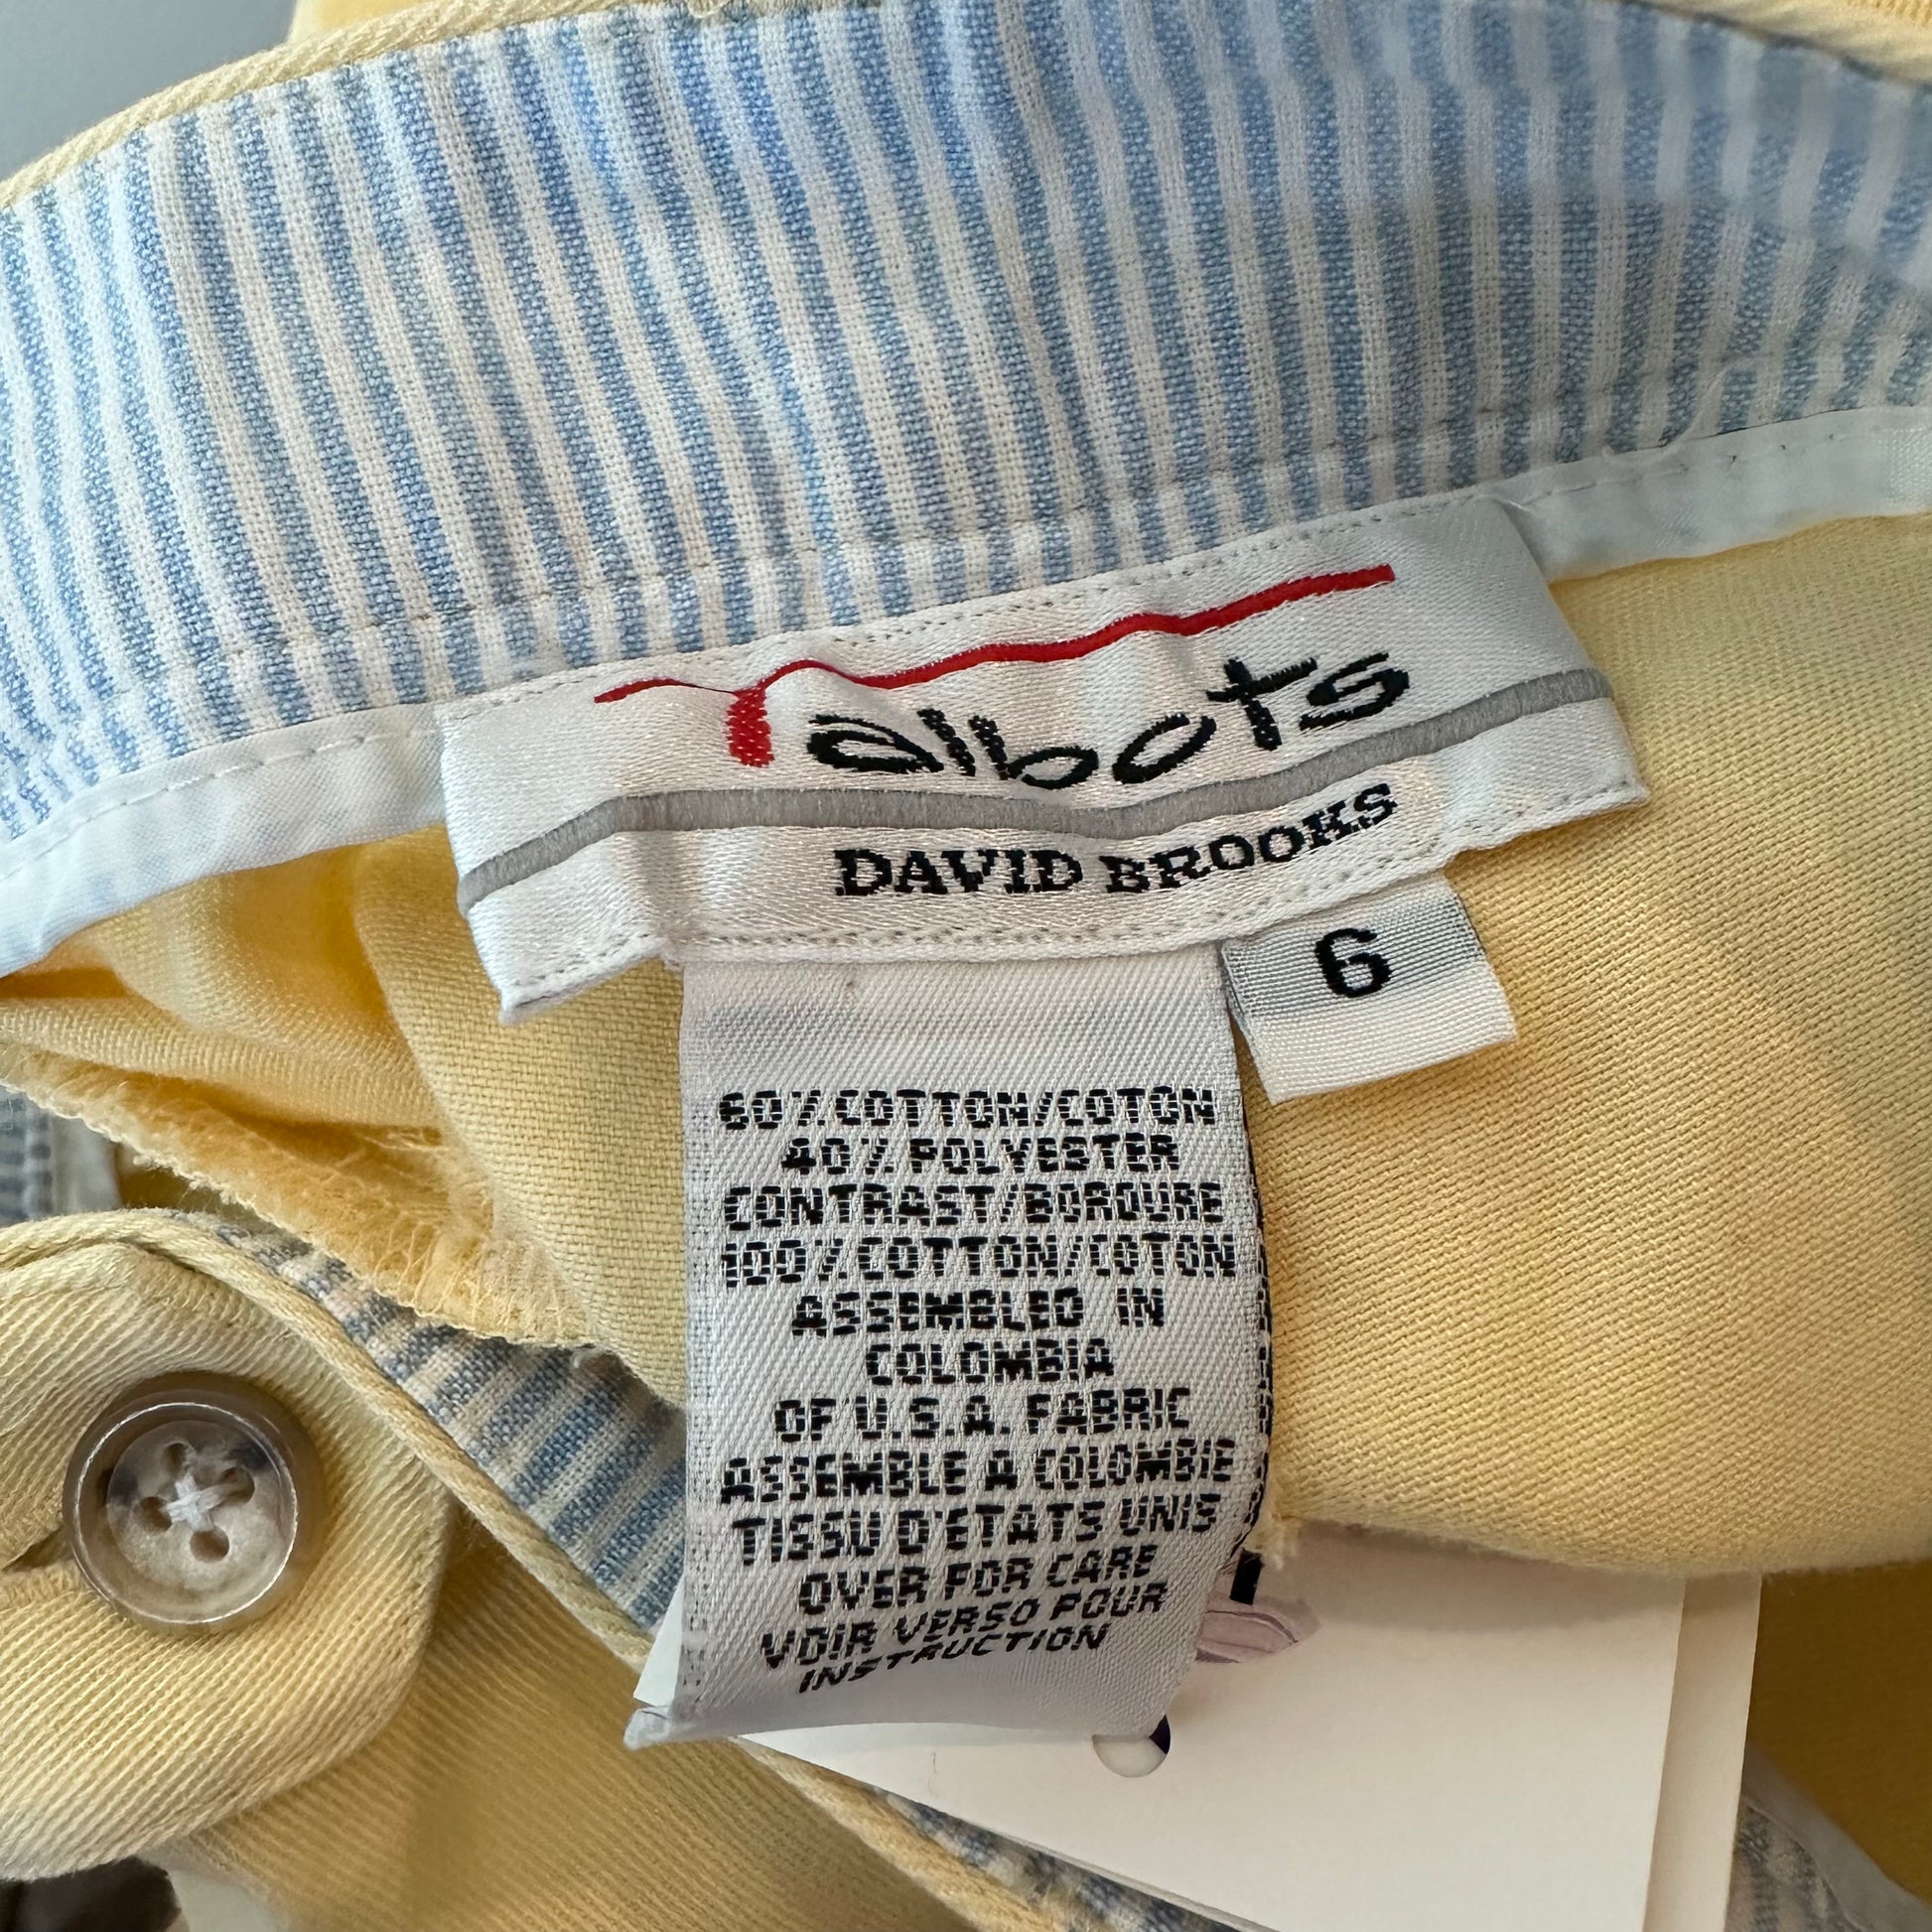 Talbots
DAVID BROOKS
6
60% COTTON/COTON
40% POLYESTER
CONTRAST/BORDURE
100% COTTON/COTON
ASSEMBLED IN
COLOMBIA
OF U.S.A. FABRIC
ASSEMBLE A COLOMBIE
TISSU D'ETATS UNIS
OVER FOR CARE
VOIR VERSO POUR
INSTRUCTION